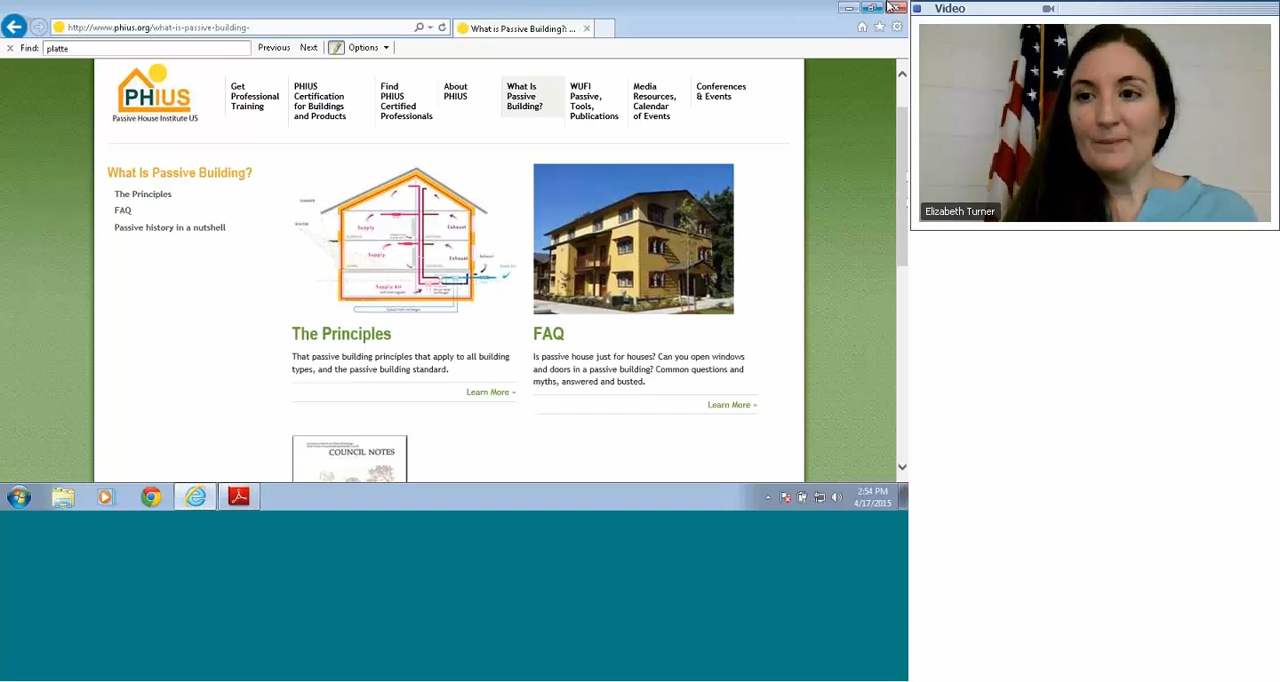 http://www.phius.org/what-is-passive-building-
What is Passive Building?: ...
Find:
platte
Previous
Next
Options
PHIUS
Passive House Institute US
Get
Professional
Training
PHIUS
Certification
for Buildings
and Products
Find
PHIUS
Certified
Professionals
About
PHIUS
What Is
Passive
Building?
WUFI
Passive,
Tools,
Publications
Media
Resources,
Calendar
of Events
Conferences
& Events
What Is Passive Building?
The Principles
FAQ
Passive history in a nutshell
Supply
Exhaust
Supply
Exhaust
Exhaust
Supply Air
The Principles
That passive building principles that apply to all building
types, and the passive building standard.
Learn More »
FAQ
Is passive house just for houses? Can you open windows
and doors in a passive building? Common questions and
myths, answered and busted.
Learn More »
COUNCIL NOTES
2:54 PM
4/17/2015
Video
Elizabeth Turner